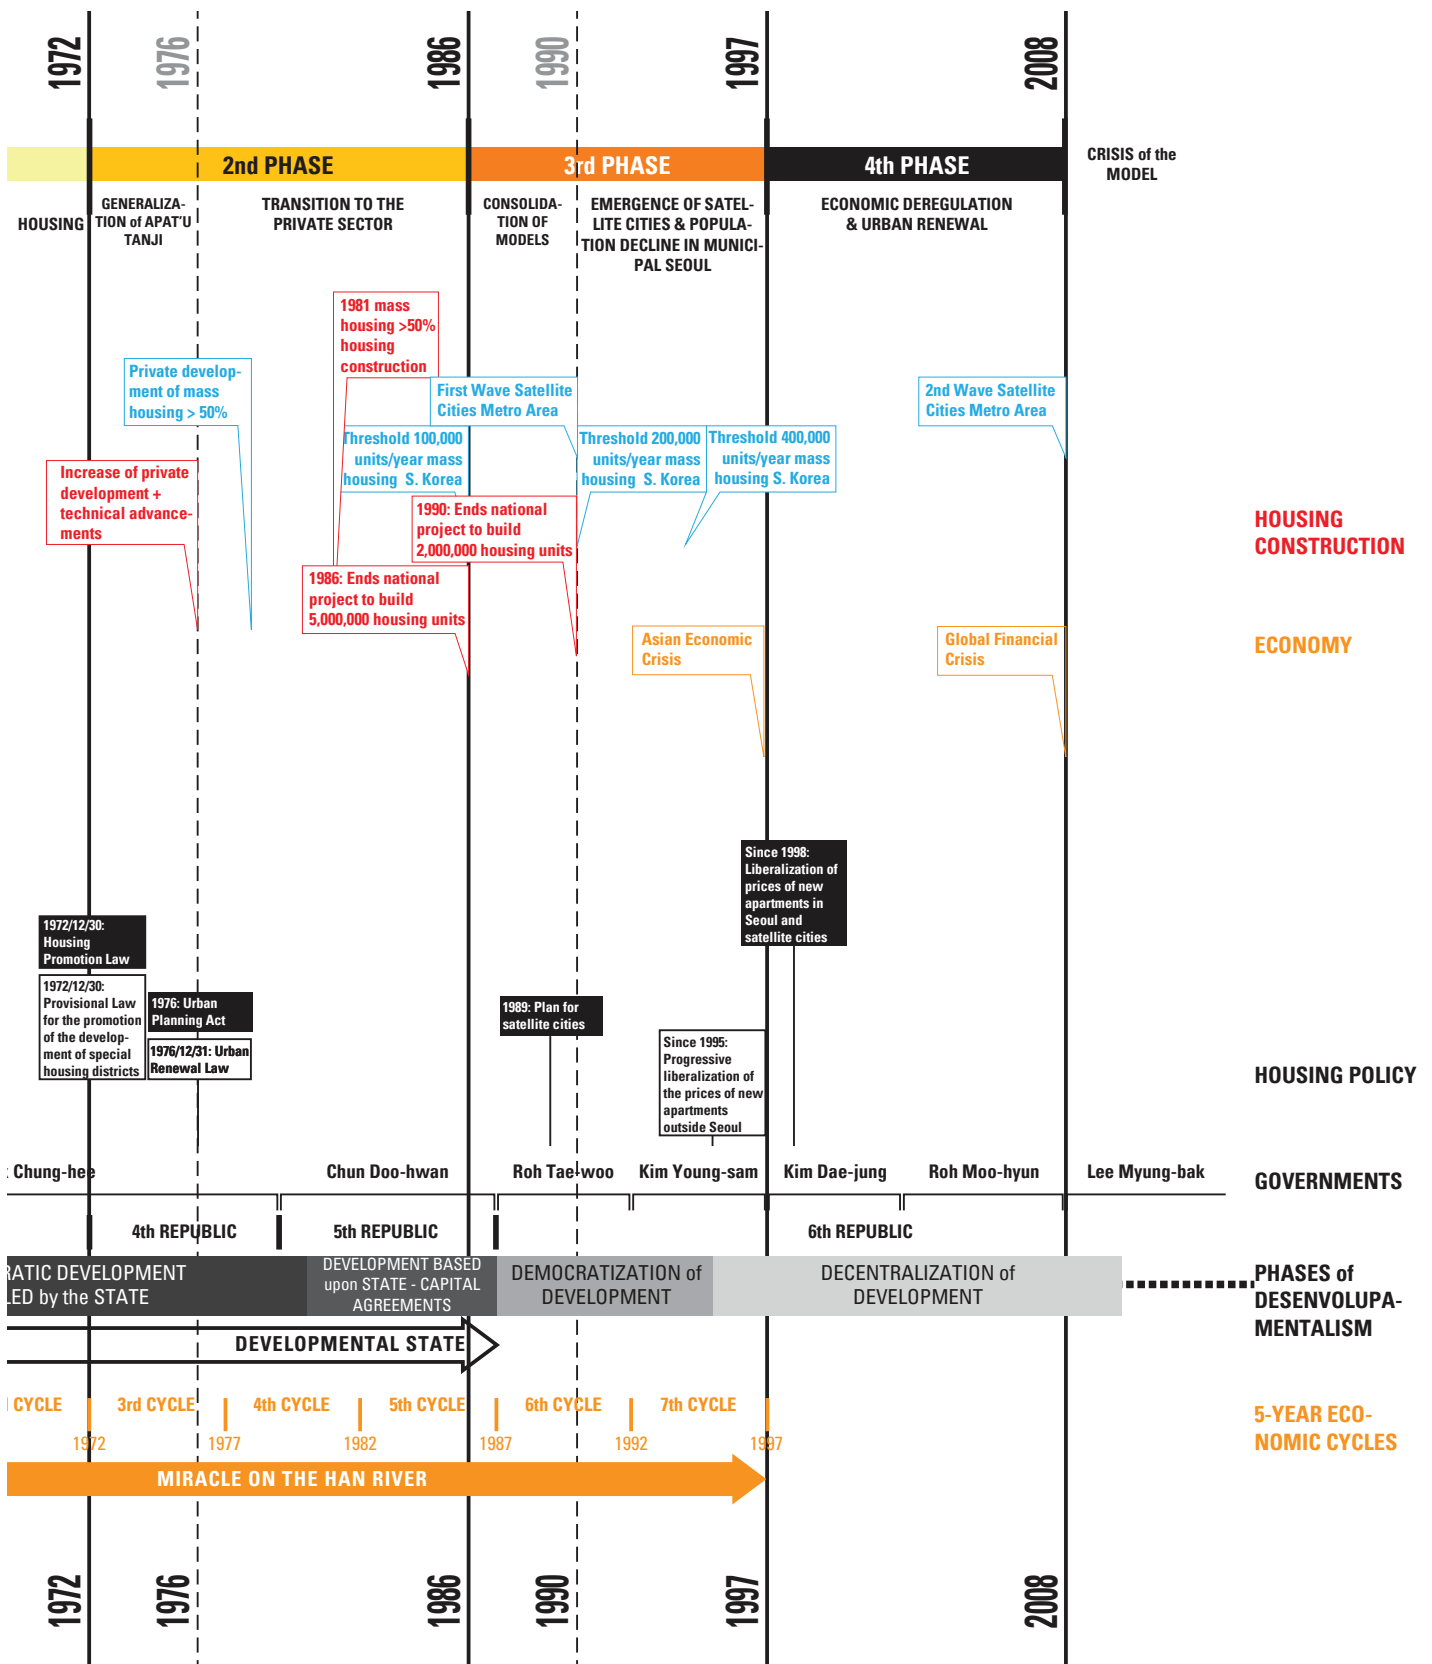 1972
1976
1986
1990
1997
2008
2nd PHASE
3rd PHASE
4th PHASE
CRISIS of the
MODEL
HOUSING
GENERALIZA-
TION of APAT'U
TANJI
TRANSITION TO THE
PRIVATE SECTOR
CONSOLIDA-
TION OF
MODELS
EMERGENCE OF SATEL-
LITE CITIES & POPULA-
TION DECLINE IN MUNICI-
PAL SEOUL
ECONOMIC DEREGULATION
& URBAN RENEWAL
1981 mass
housing >50%
housing
construction
Private develop-
ment of mass
housing > 50%
First Wave Satellite
Cities Metro Area
2nd Wave Satellite
Cities Metro Area
Threshold 100,000
units/year mass
housing S. Korea
Threshold 200,000
units/year mass
housing S. Korea
Threshold 400,000
units/year mass
housing S. Korea
Increase of private
development +
technical advance-
ments
1990: Ends national
project to build
2,000,000 housing units
HOUSING
CONSTRUCTION
1986: Ends national
project to build
5,000,000 housing units
Asian Economic
Crisis
Global Financial
Crisis
ECONOMY
Since 1998:
Liberalization of
prices of new
apartments in
Seoul and
satellite cities
1972/12/30:
Housing
Promotion Law
1972/12/30:
Provisional Law
for the promotion
of the develop-
ment of special
housing districts
1976: Urban
Planning Act
1976/12/31: Urban
Renewal Law
1989: Plan for
satellite cities
Since 1995:
Progressive
liberalization of
the prices of new
apartments
outside Seoul
HOUSING POLICY
Chung-hee
Chun Doo-hwan
Roh Tae-woo
Kim Young-sam
Kim Dae-jung
Roh Moo-hyun
Lee Myung-bak
GOVERNMENTS
4th REPUBLIC
5th REPUBLIC
6th REPUBLIC
RATIC DEVELOPMENT
LED by the STATE
DEVELOPMENT BASED
upon STATE - CAPITAL
AGREEMENTS
DEMOCRATIZATION of
DEVELOPMENT
DECENTRALIZATION of
DEVELOPMENT
PHASES of
DESENVOLUPA-
MENTALISM
DEVELOPMENTAL STATE
CYCLE
3rd CYCLE
4th CYCLE
5th CYCLE
6th CYCLE
7th CYCLE
5-YEAR ECO-
NOMIC CYCLES
1972
1977
1982
1987
1992
1997
MIRACLE ON THE HAN RIVER
1972
1976
1986
1990
1997
2008